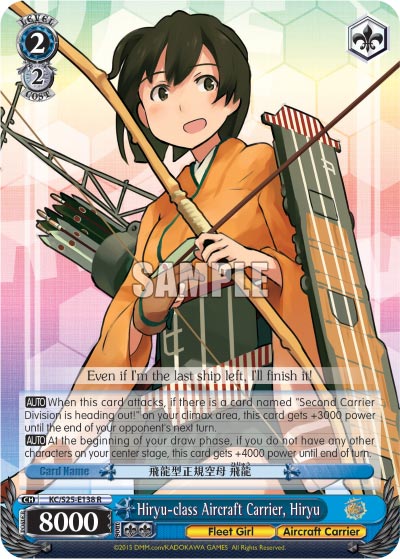 LEVEL
2
2
COST
SAMPLE
Even if I'm the last ship left, I'll finish it!
AUTO When this card attacks, if there is a card named "Second Carrier
Division is heading out!" on your climax area, this card gets +3000 power
until the end of your opponent's next turn.
AUTO At the beginning of your draw phase, if you do not have any other
characters on your center stage, this card gets +4000 power until end of turn.
Card Name
飛龍型正規空母 飛龍
CH
KC/S25-E138 R
Hiryu-class Aircraft Carrier, Hiryu
POWER
8000
Fleet Girl
Aircraft Carrier
©2013 DMM.com/KADOKAWA GAMES All Rights Reserved.